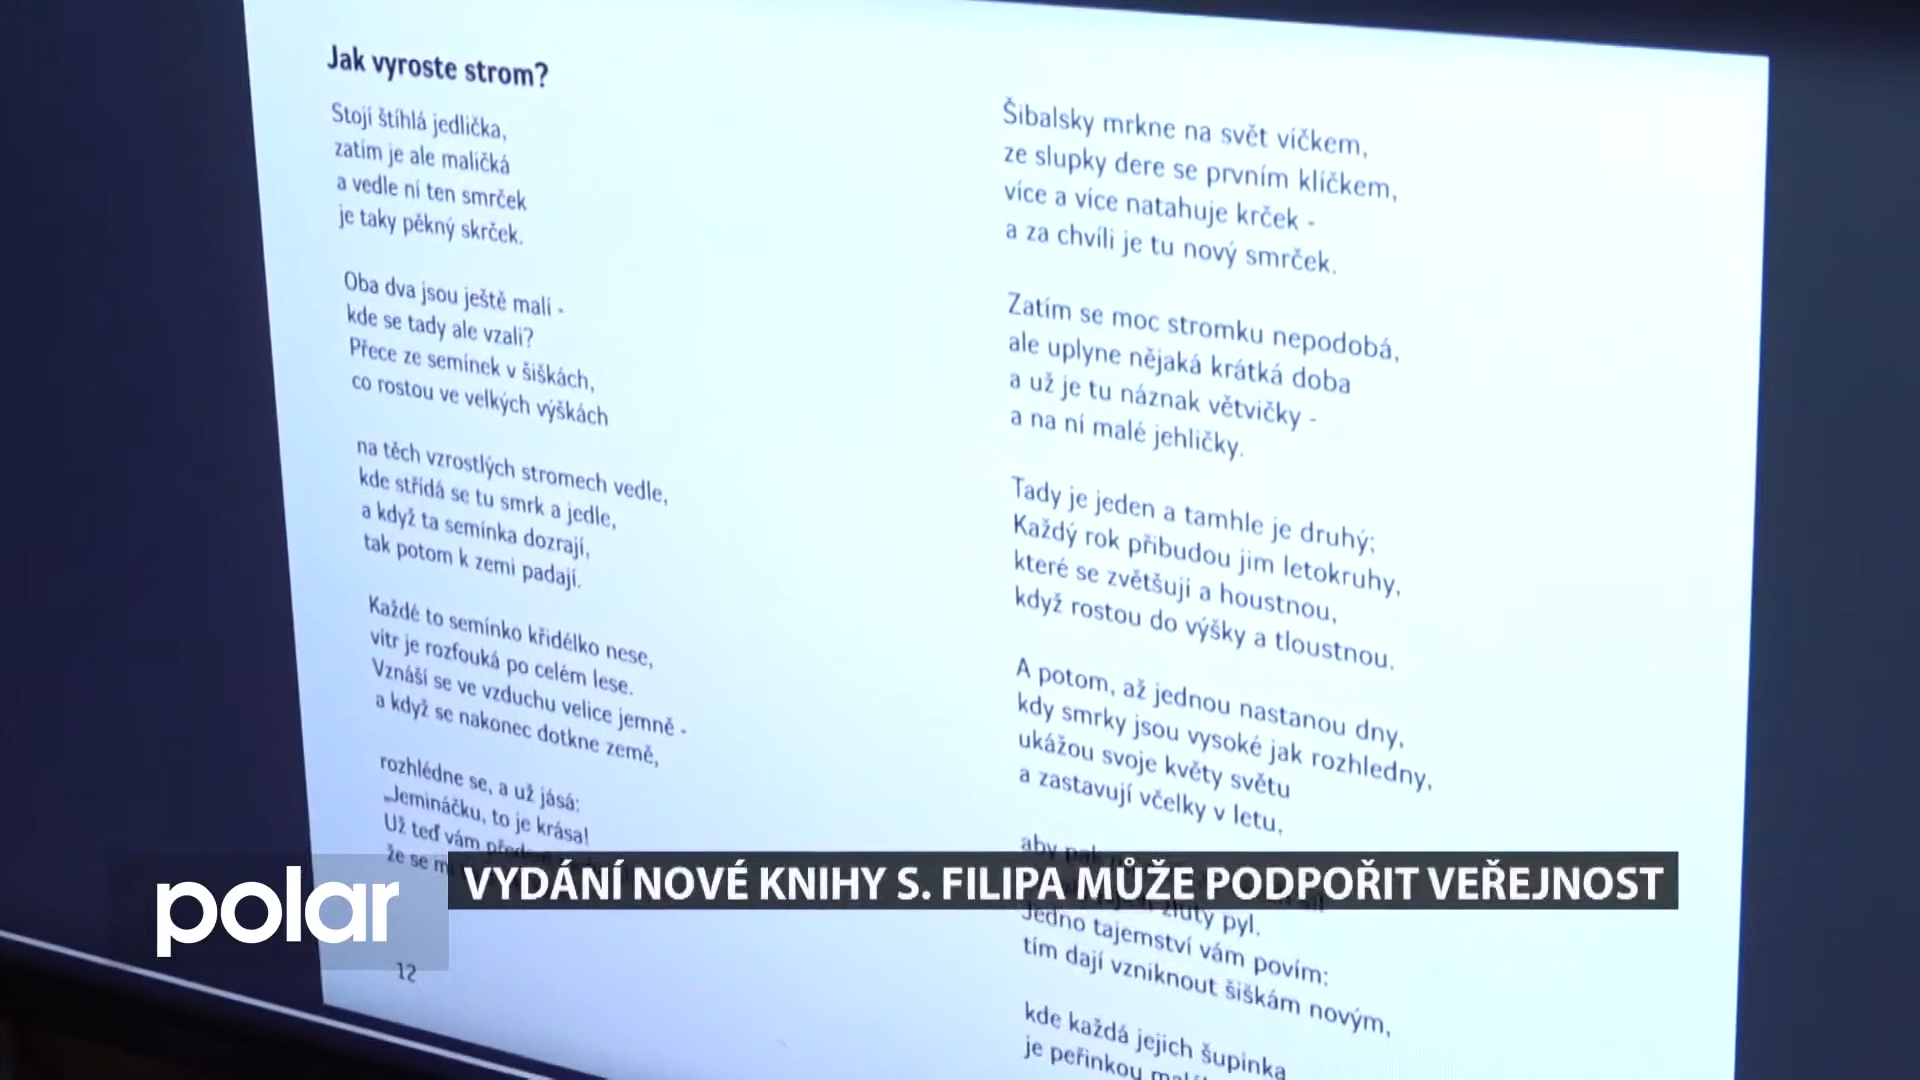 Jak vyroste strom?
Stojí štíhlá jedlička,
zatím je ale maličká
a vedle ní ten smrček
je taky pěkný skrček.
Oba dva jsou ještě malí -
kde se tady ale vzali?
Přece ze semínek v šiškách,
co rostou ve velkých výškách
na těch vzrostlých stromech vedle,
kde střídá se tu smrk a jedle,
a když ta semínka dozrají,
tak potom k zemi padají.
Každé to semínko křidélko nese,
vítr je rozfouká po celém lese.
Vznáší se ve vzduchu velice jemně -
a když se nakonec dotkne země,
rozhlédne se, a už jásá:
„Jemináčku, to je krása!
Už teď vám
že se
12
Šibalsky mrkne na svět víčkem,
ze slupky dere se prvním klíčkem,
více a více natahuje krček -
a za chvíli je tu nový smrček.
Zatím se moc stromku nepodobá,
ale uplyne nějaká krátká doba
a už je tu náznak větvičky -
a na ní malé jehličky.
Tady je jeden a tamhle je druhý;
Každý rok přibudou jim letokruhy,
které se zvětšují a houstnou,
když rostou do výšky a tloustnou.
A potom, až jednou nastanou dny,
kdy smrky jsou vysoké jak rozhledny,
ukážou svoje květy světu
a zastavují včelky v letu,
aby
žlutý pyl.
Jedno tajemství vám povím:
tím dají vzniknout šiškám novým,
kde každá jejich šupinka
je peřinkou
polar
VYDÁNÍ NOVÉ KNIHY S. FILIPA MŮŽE PODPOŘIT VEŘEJNOST